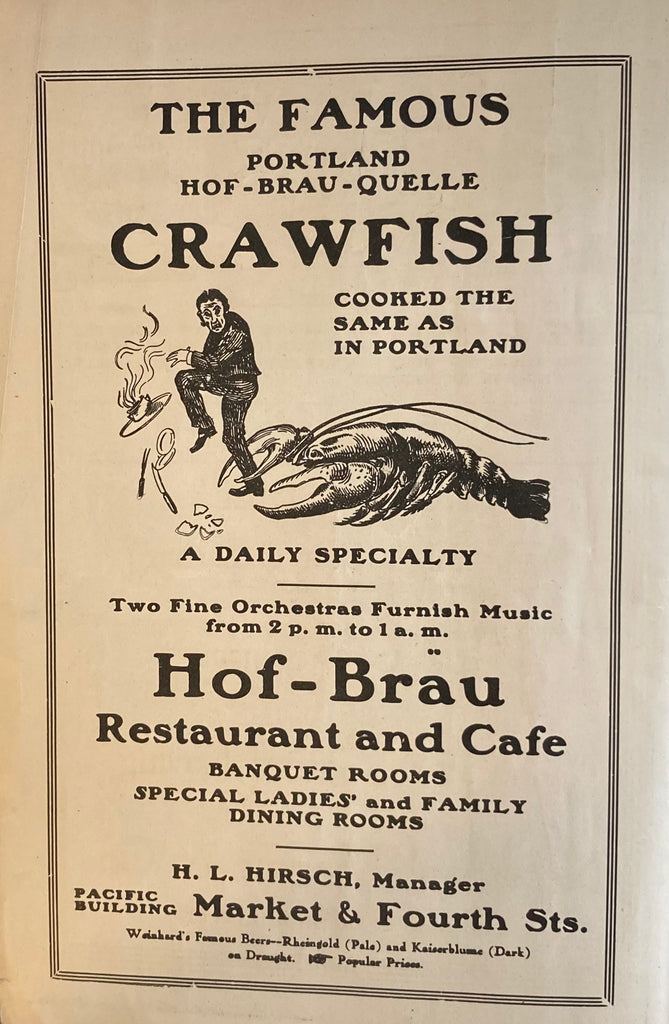 THE FAMOUS
PORTLAND
HOF-BRAU-QUELLE
CRAWFISH
COOKED THE
SAME AS
IN PORTLAND
A DAILY SPECIALTY
Two Fine Orchestras Furnish Music
from 2 p. m. to 1 a. m.
Hof-Bräu
Restaurant and Cafe
BANQUET ROOMS
SPECIAL LADIES' and FAMILY
DINING ROOMS
H. L. HIRSCH, Manager
PACIFIC
BUILDING Market & Fourth Sts.
Weinhard's Famous Beers--Rheingold (Pale) and Kaiserblume (Dark)
on Draught. ☞ Popular Prices.